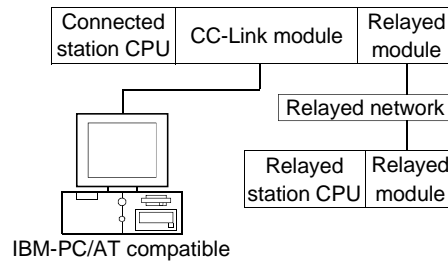 Connected
station CPU
CC-Link module
Relayed
module
Relayed network
Relayed
station CPU
Relayed
module
IBM-PC/AT compatible